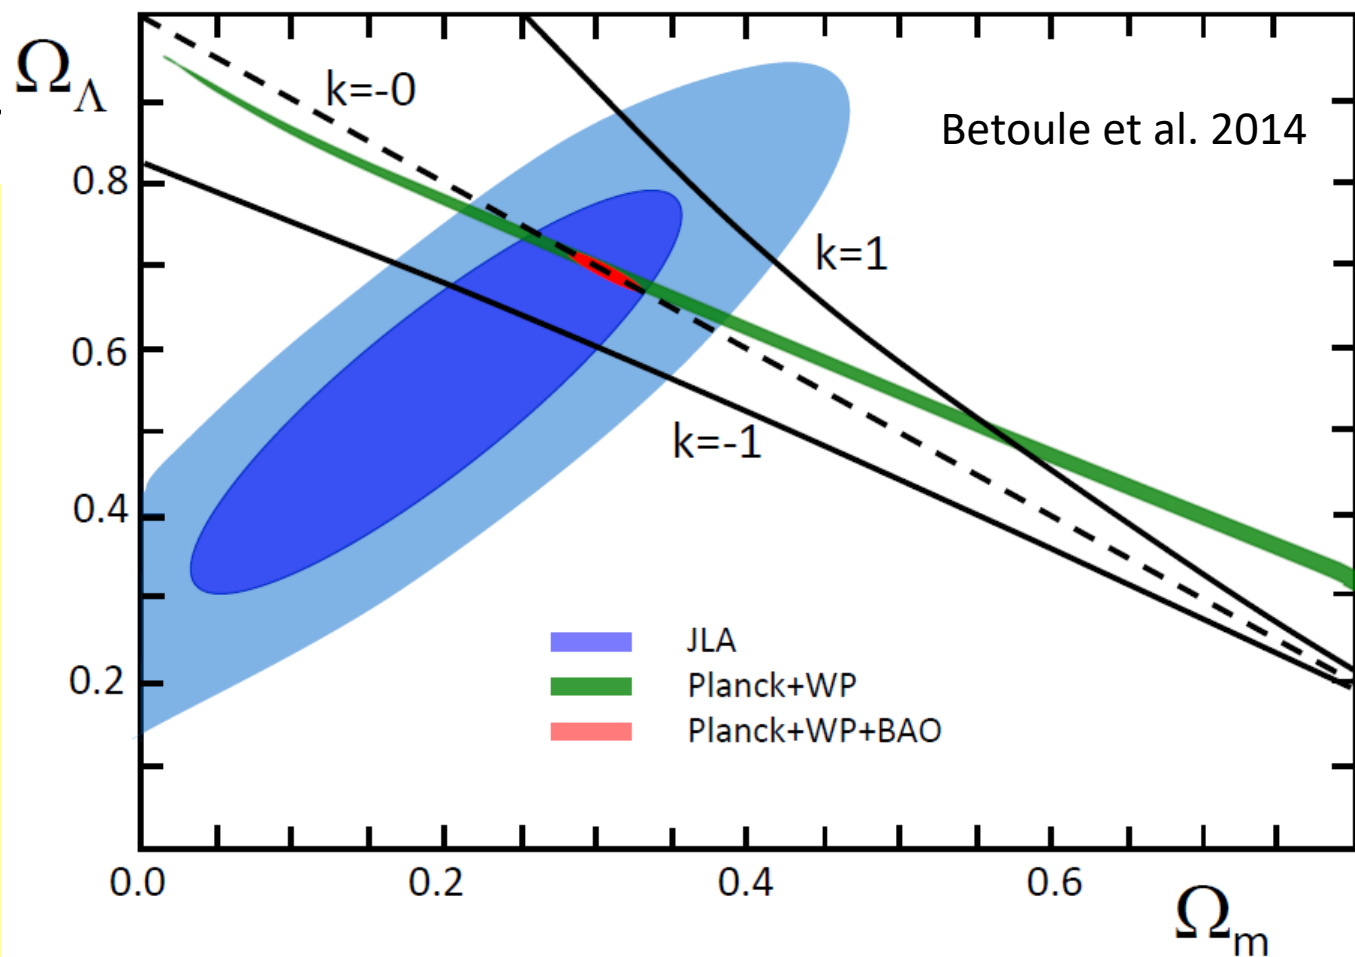 Ω_Λ
k=-0
Betoule et al. 2014
0.8
k=1
0.6
k=-1
0.4
JLA
0.2
Planck+WP
Planck+WP+BAO
0.0 0.2 0.4 0.6
Ω_m